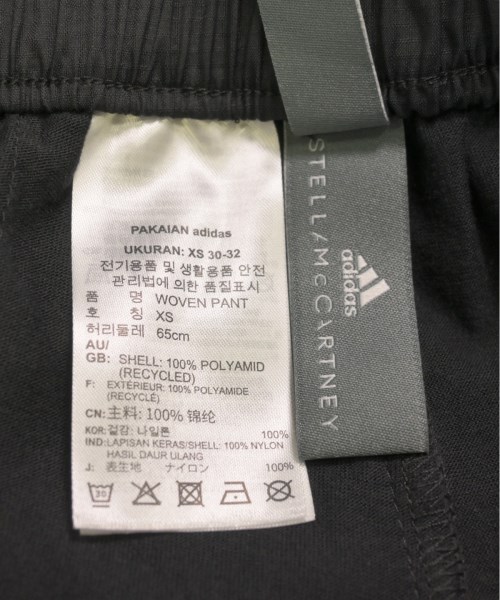 PAKAIAN adidas
UKURAN: XS 30-32
전기용품 및 생활용품 안전
관리법에 의한 품질표시
품 명 WOVEN PANT
호 칭 XS
허리둘레 65cm
AU/
GB: SHELL: 100% POLYAMID
(RECYCLED)
F: EXTÉRIEUR: 100% POLYAMIDE
(RECYCLÉ)
CN: 主料: 100% 锦纶
KOR: 겉감: 나일론 100%
IND: LAPISAN KERAS/SHELL: 100% NYLON
HASIL DAUR ULANG
J: 表生地 ナイロン 100%
30
STELLAMcCARTNEY
adidas